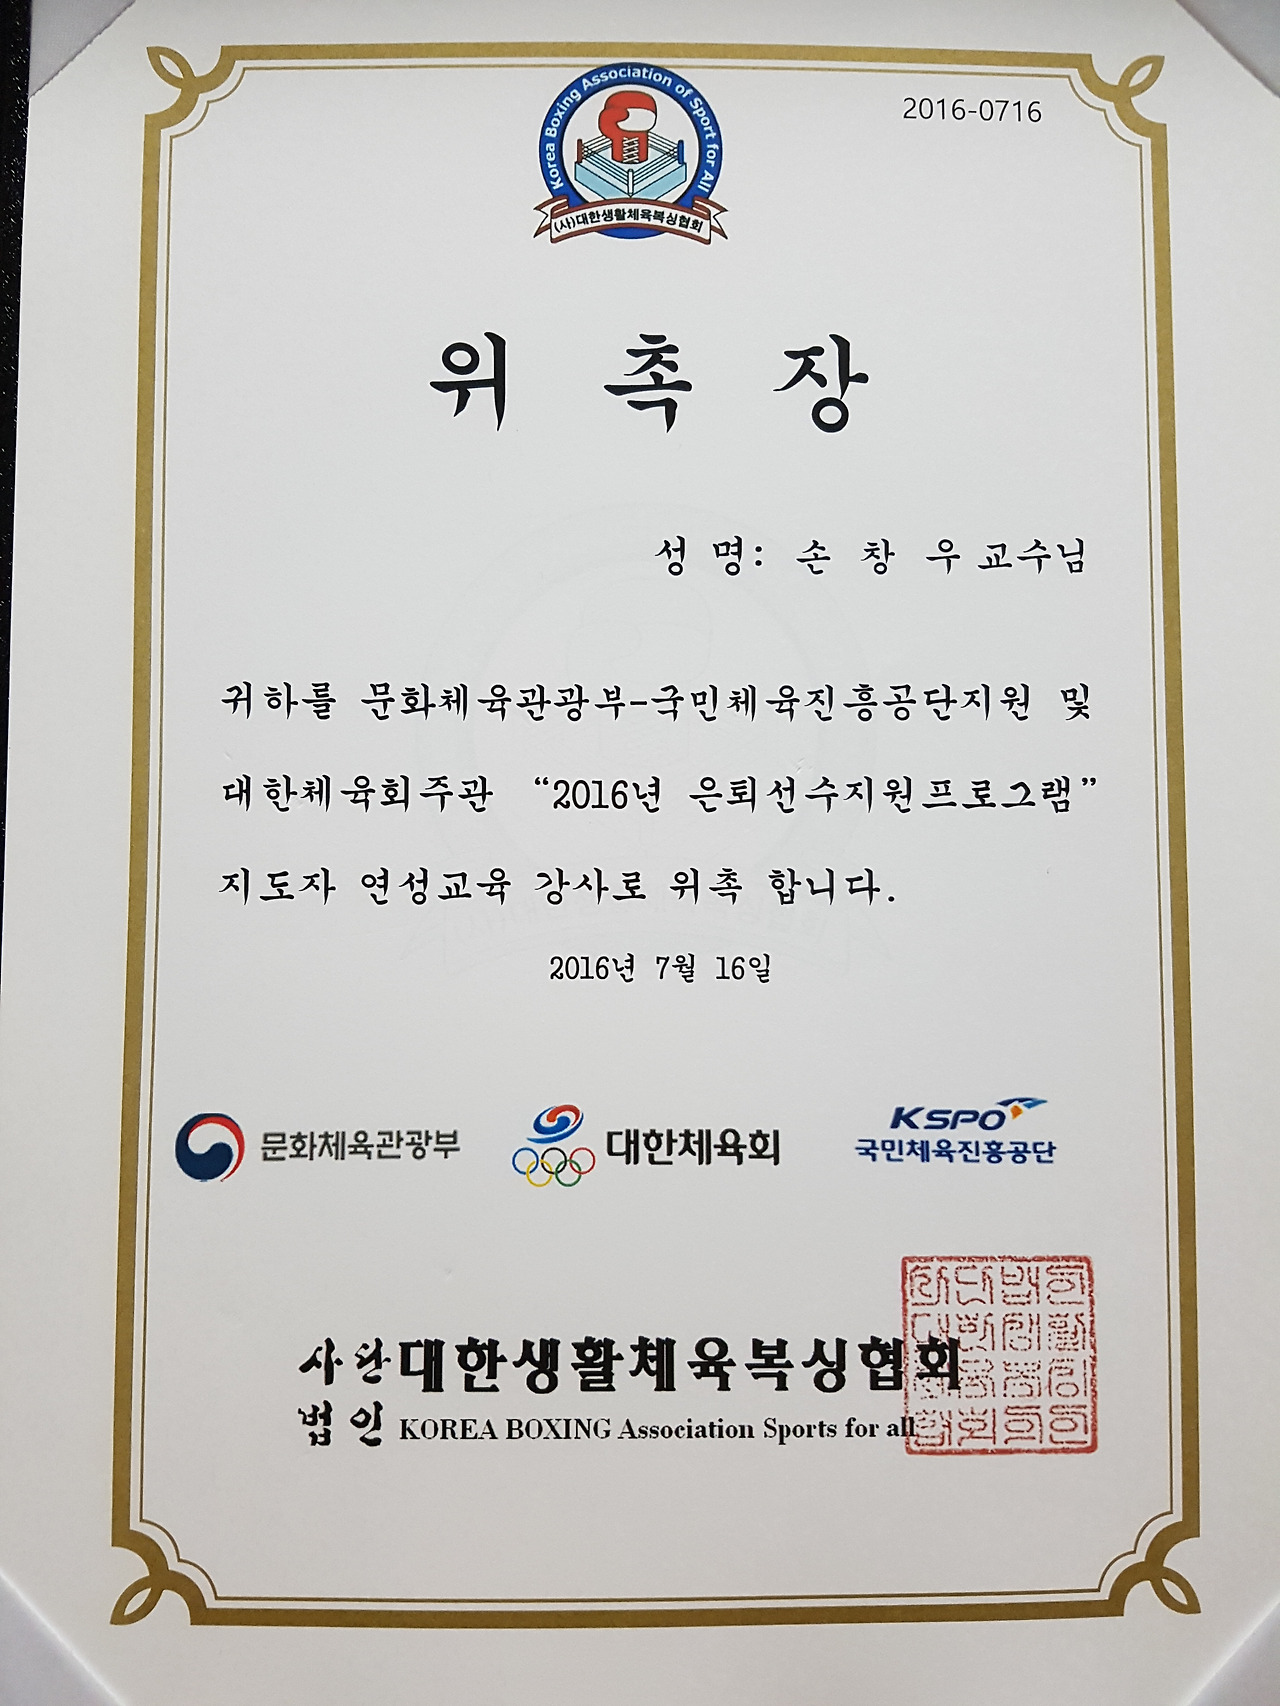 Korea Boxing Association of Sport for All
(사)대한생활체육복싱협회
2016-0716
위 촉 장
성 명: 손 창 우 교수님
귀하를 문화체육관광부-국민체육진흥공단지원 및
대한체육회주관 “2016년 은퇴선수지원프로그램”
지도자 연성교육 강사로 위촉 합니다.
2016년 7월 16일
문화체육관광부
대한체육회
KSPO
국민체육진흥공단
사단 대한생활체육복싱협회
법인 KOREA BOXING Association Sports for all